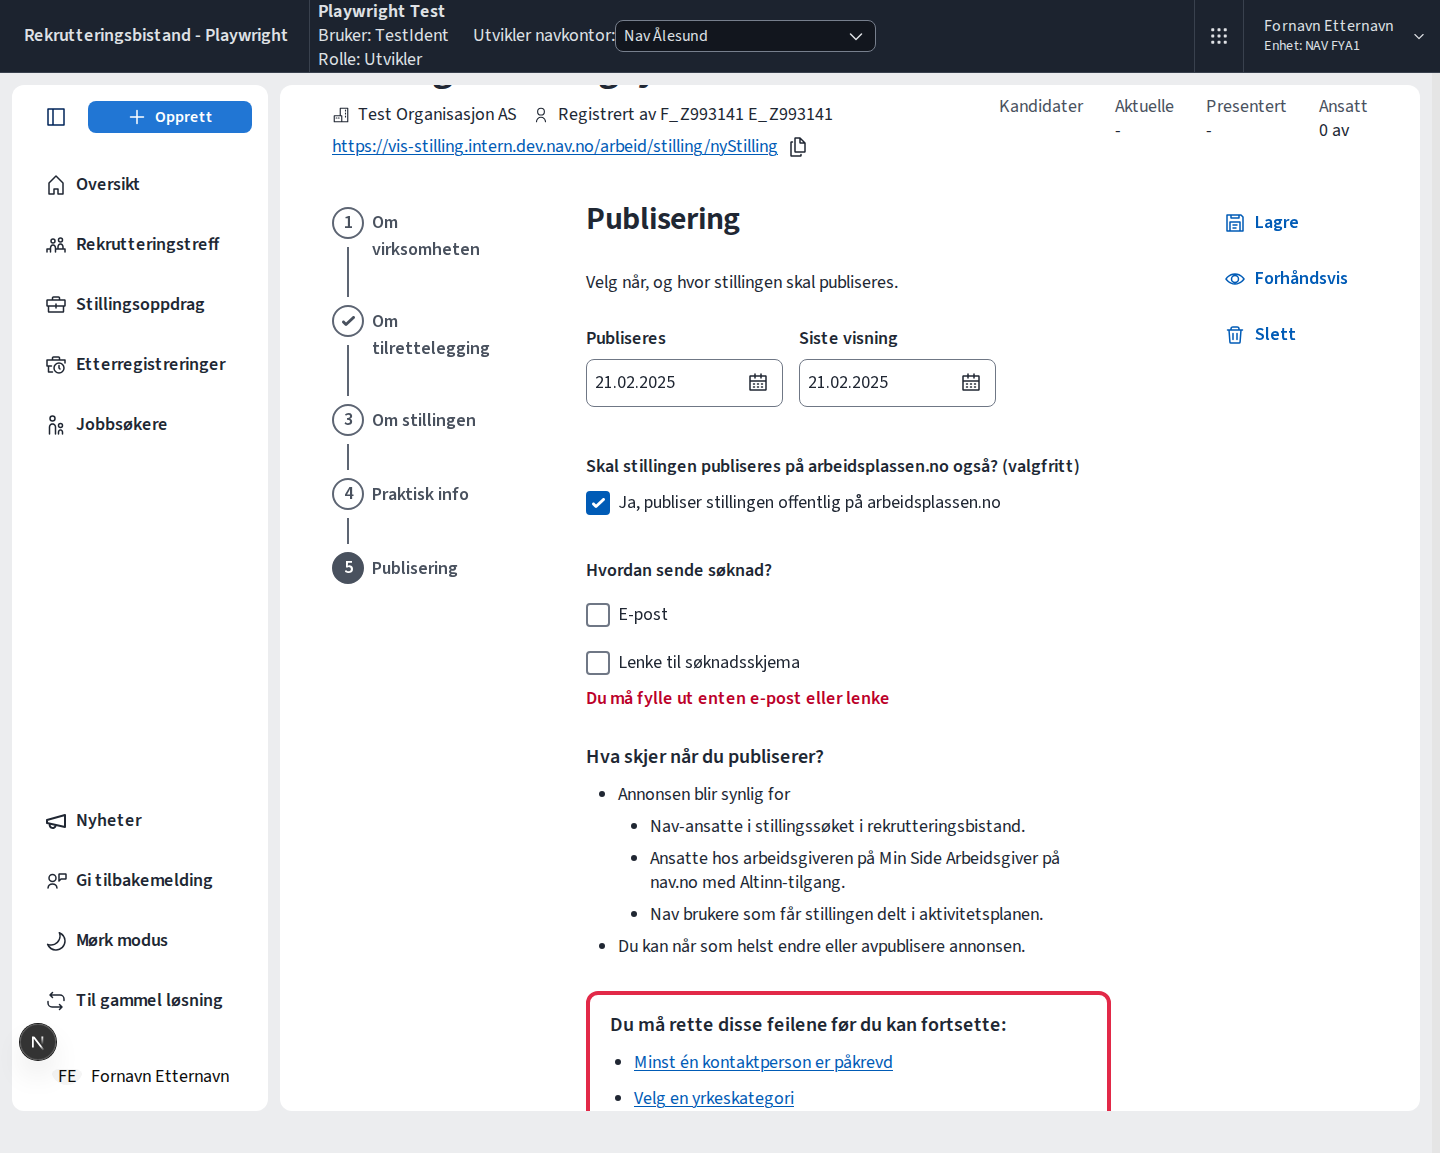 Rekrutteringsbistand - Playwright
Playwright Test
Bruker: TestIdent
Rolle: Utvikler
Utvikler navkontor:
Nav Ålesund
Fornavn Etternavn
Enhet: NAV FYA1
Opprett
Oversikt
Rekrutteringstreff
Stillingsoppdrag
Etterregistreringer
Jobbsøkere
Nyheter
Gi tilbakemelding
Mørk modus
Til gammel løsning
N
FE Fornavn Etternavn
Test Organisasjon AS
Registrert av F_Z993141 E_Z993141
https://vis-stilling.intern.dev.nav.no/arbeid/stilling/nyStilling
Kandidater
Aktuelle
-
Presentert
-
Ansatt
0 av
1 Om virksomheten
Om tilrettelegging
3 Om stillingen
4 Praktisk info
5 Publisering
Publisering
Velg når, og hvor stillingen skal publiseres.
Publiseres
21.02.2025
Siste visning
21.02.2025
Skal stillingen publiseres på arbeidsplassen.no også? (valgfritt)
Ja, publiser stillingen offentlig på arbeidsplassen.no
Hvordan sende søknad?
E-post
Lenke til søknadsskjema
Du må fylle ut enten e-post eller lenke
Hva skjer når du publiserer?
Annonsen blir synlig for
Nav-ansatte i stillingssøket i rekrutteringsbistand.
Ansatte hos arbeidsgiveren på Min Side Arbeidsgiver på
nav.no med Altinn-tilgang.
Nav brukere som får stillingen delt i aktivitetsplanen.
Du kan når som helst endre eller avpublisere annonsen.
Du må rette disse feilene før du kan fortsette:
Minst én kontaktperson er påkrevd
Velg en yrkeskategori
Lagre
Forhåndsvis
Slett